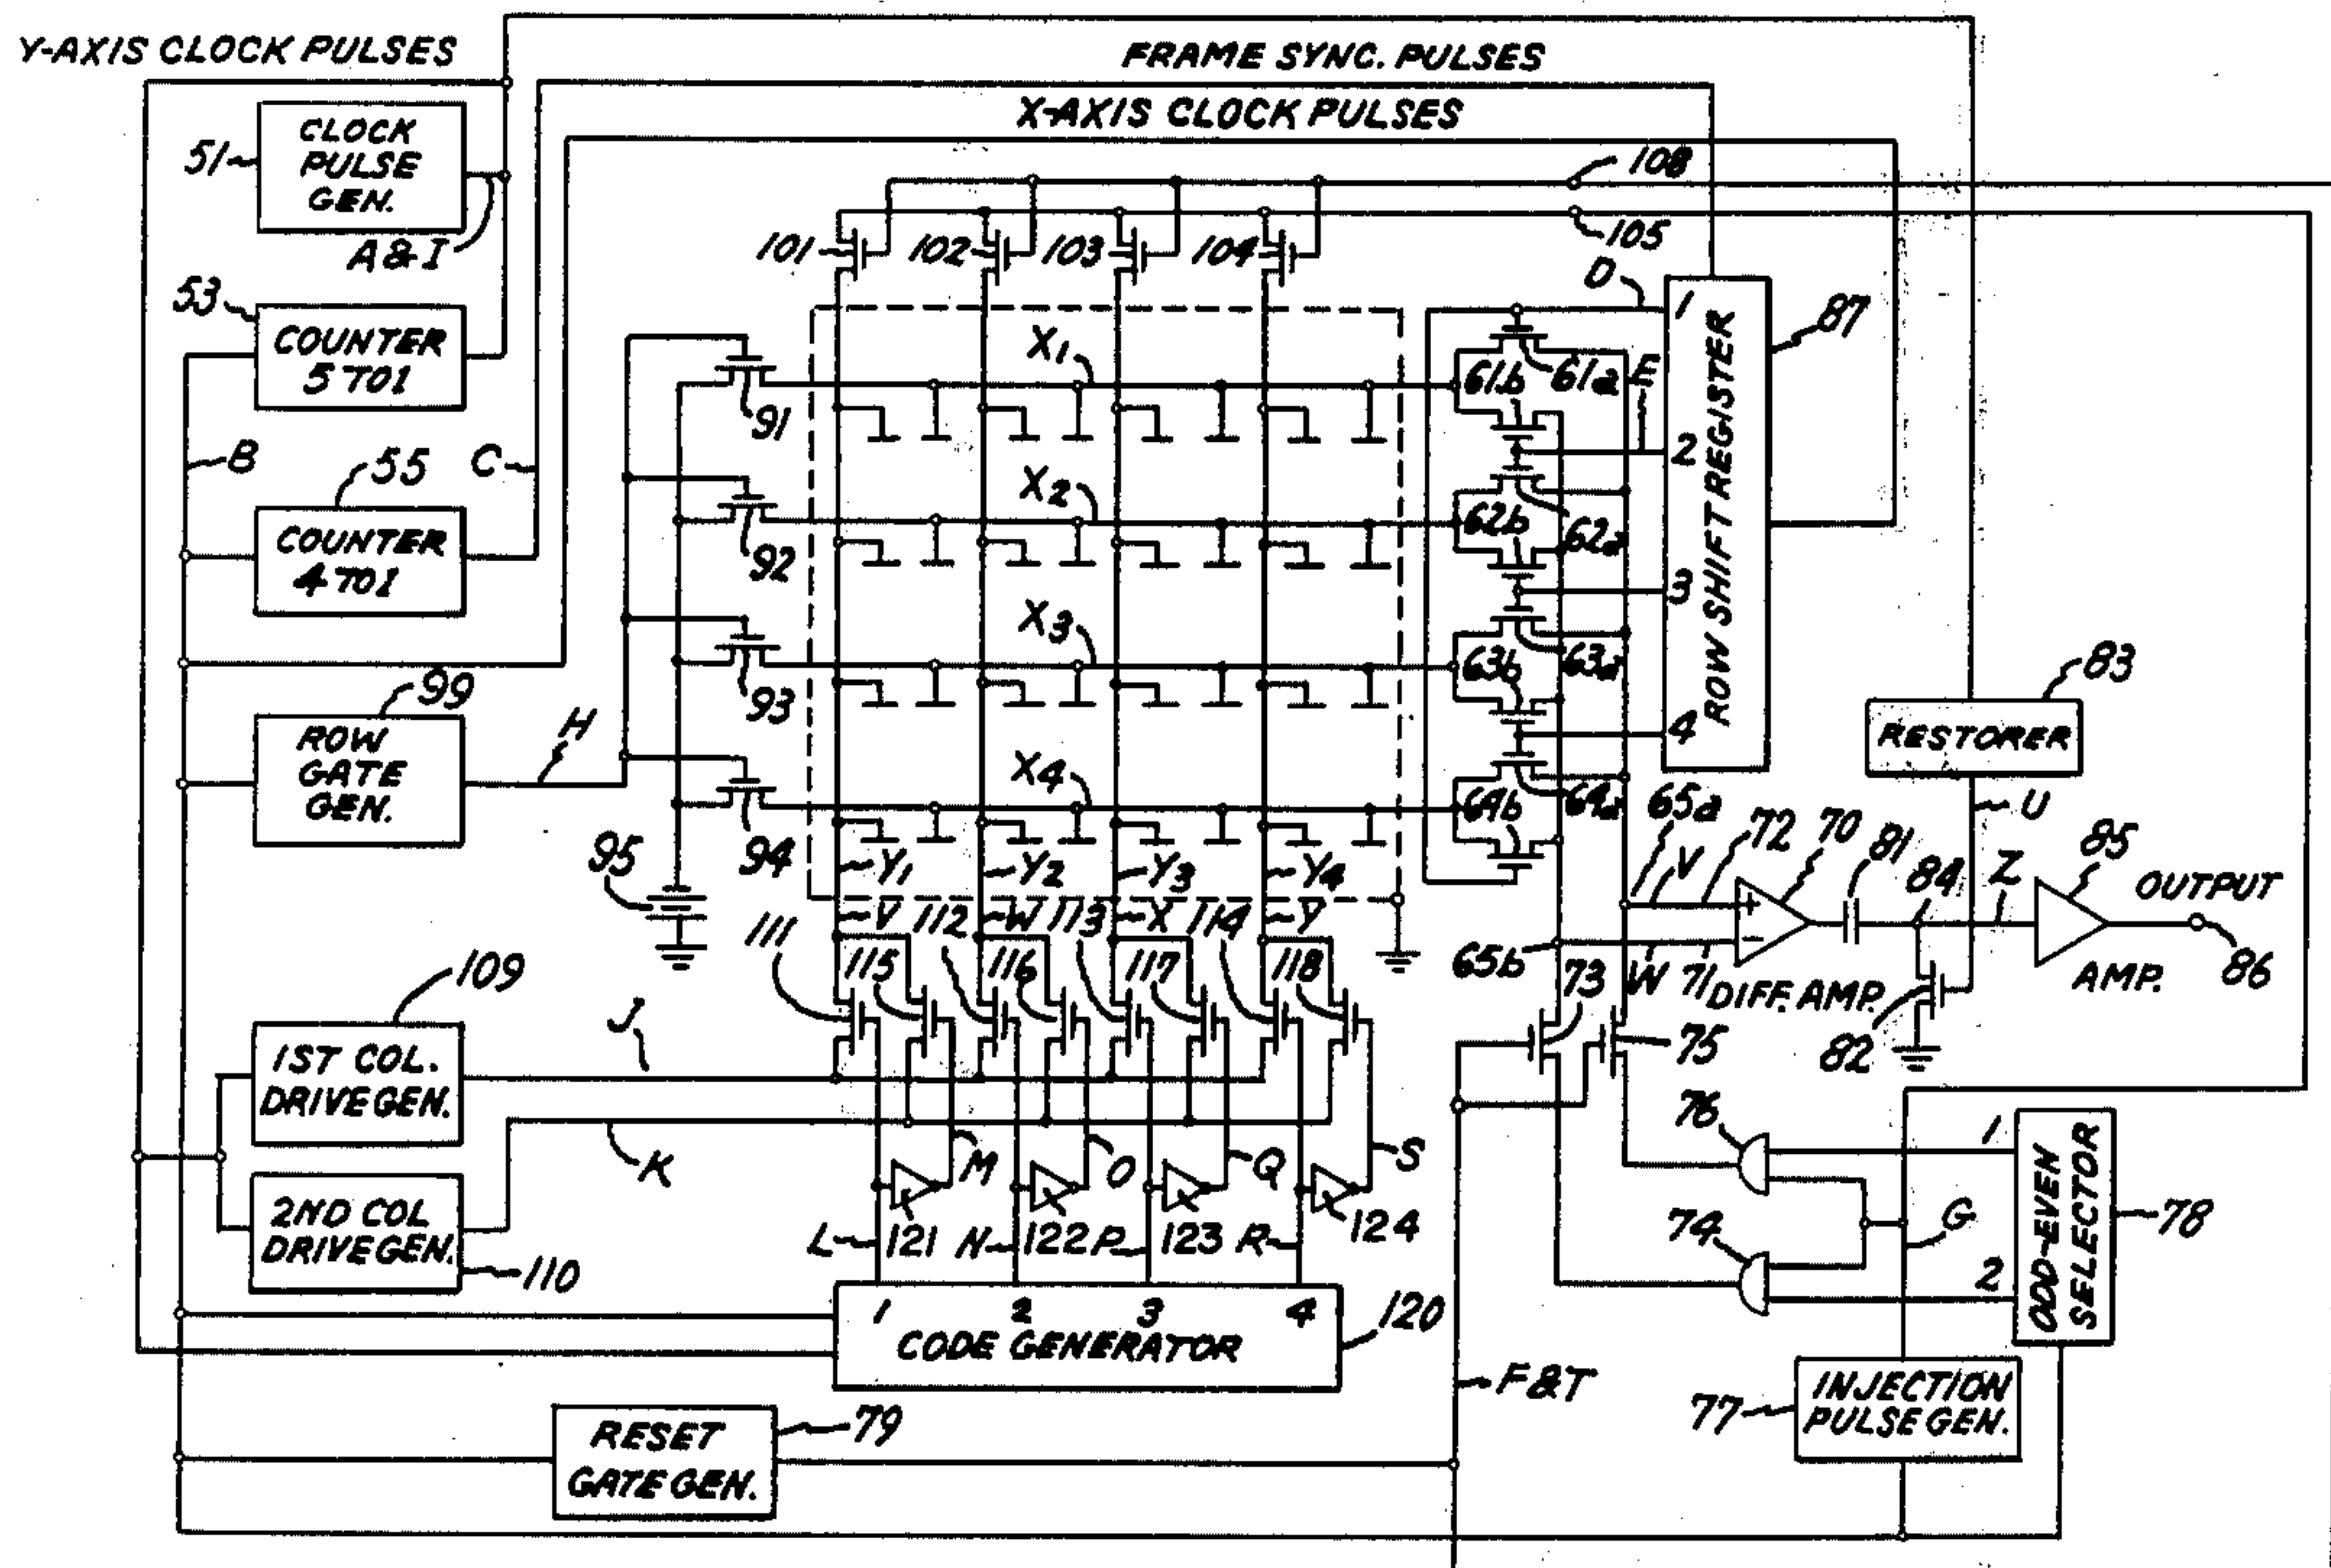 Y-AXIS CLOCK PULSES
FRAME SYNC. PULSES
X-AXIS CLOCK PULSES
51
CLOCK
PULSE
GEN.
A&I
108
105
101
102
103
104
D
53
COUNTER
5 TO 1
B
55
C
COUNTER
4 TO 1
99
ROW
GATE
GEN.
H
X1
X2
X3
X4
91
92
93
94
95
61b
61a
E
62b
62a
63b
63a
64b
64a
1
2
3
4
ROW SHIFT REGISTER
87
83
RESTORER
U
65a
V
72
70
81
84
Z
85
OUTPUT
86
AMP.
65b
W
71
DIFF. AMP.
73
75
82
Y1
Y2
Y3
Y4
V
W
X
Y
111
115
112
116
113
117
114
118
109
1ST COL.
DRIVE GEN.
J
2ND COL
DRIVE GEN.
110
K
M
O
Q
S
L
121
N
122
P
123
R
124
1 2 3 4
CODE GENERATOR
120
76
74
1
2
G
ODD-EVEN
SELECTOR
78
F&T
INJECTION
PULSE GEN.
77
RESET
GATE GEN.
79